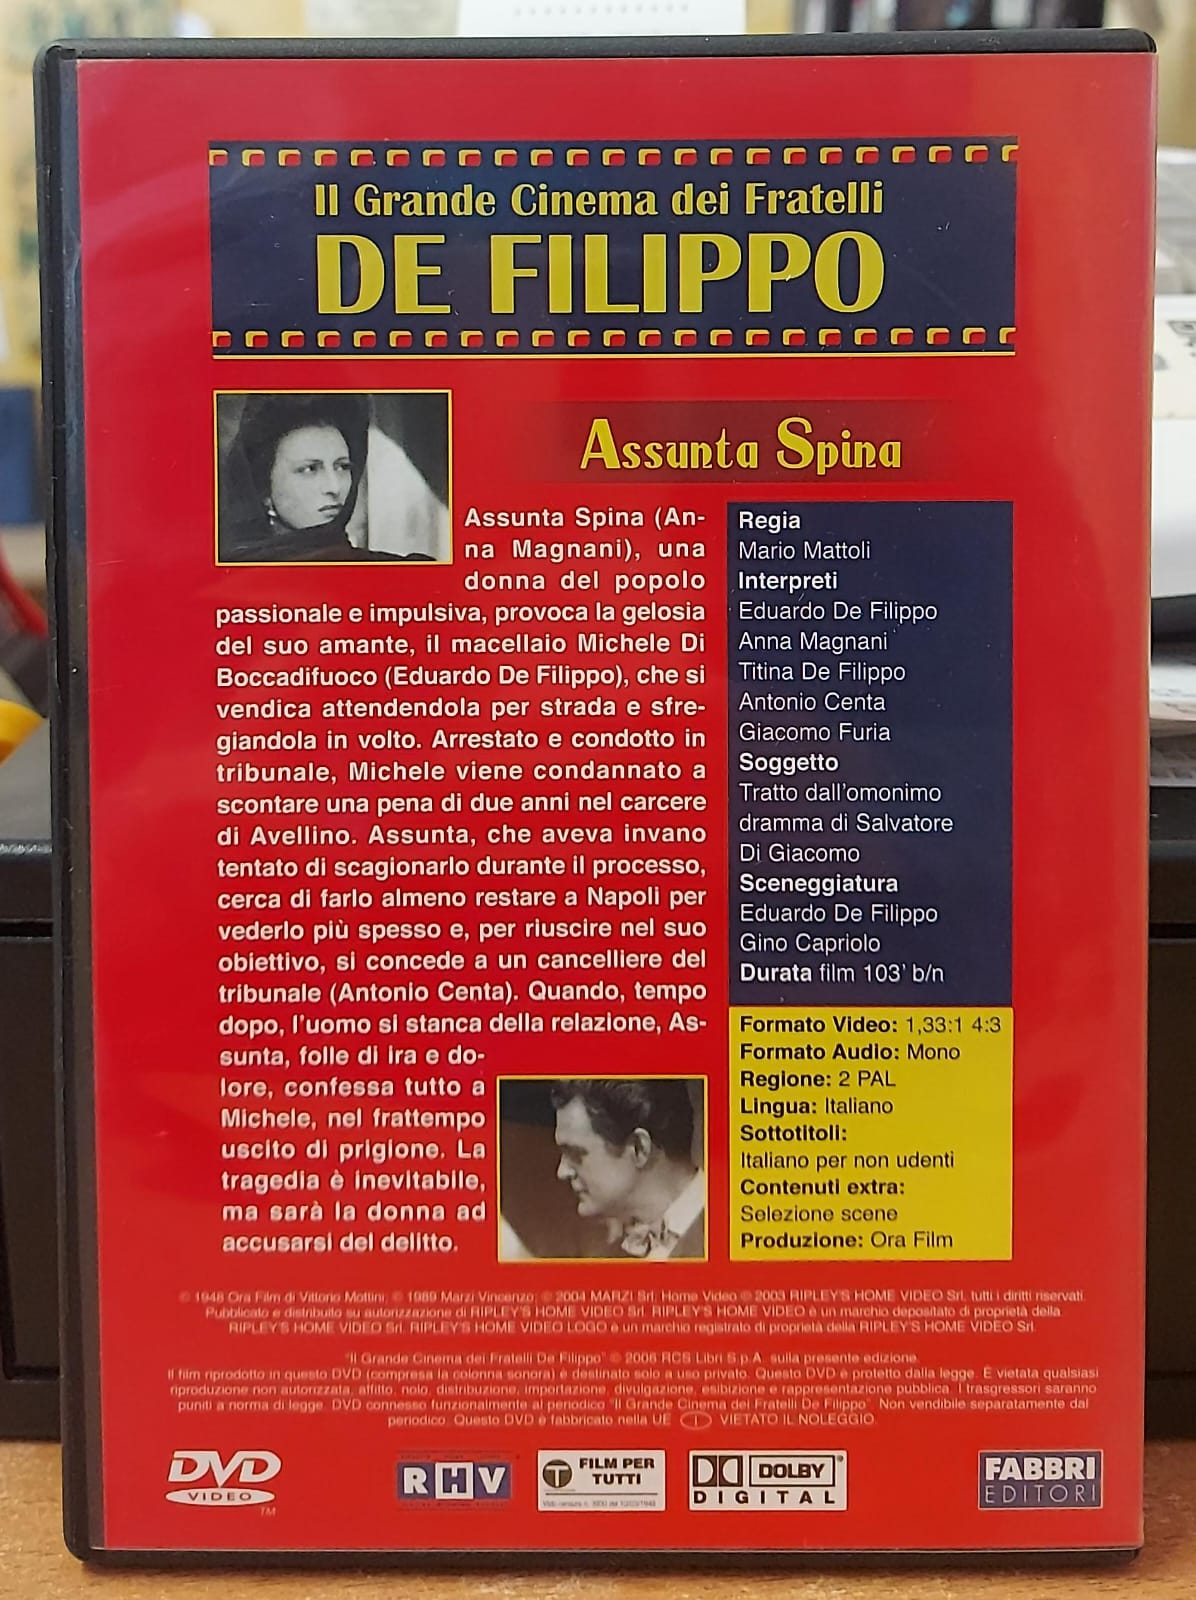 Il Grande Cinema dei Fratelli
DE FILIPPO
Assunta Spina
Assunta Spina (An-
na Magnani), una
donna del popolo
passionale e impulsiva, provoca la gelosia
del suo amante, il macellaio Michele Di
Boccadifuoco (Eduardo De Filippo), che si
vendica attendendola per strada e sfre-
giandola in volto. Arrestato e condotto in
tribunale, Michele viene condannato a
scontare una pena di due anni nel carcere
di Avellino. Assunta, che aveva invano
tentato di scagionarlo durante il processo,
cerca di farlo almeno restare a Napoli per
vederlo più spesso e, per riuscire nel suo
obiettivo, si concede a un cancelliere del
tribunale (Antonio Centa). Quando, tempo
dopo, l'uomo si stanca della relazione, As-
sunta, folle di ira e do-
lore, confessa tutto a
Michele, nel frattempo
uscito di prigione. La
tragedia è inevitabile,
ma sarà la donna ad
accusarsi del delitto.
Regia
Mario Mattoli
Interpreti
Eduardo De Filippo
Anna Magnani
Titina De Filippo
Antonio Centa
Giacomo Furia
Soggetto
Tratto dall'omonimo
dramma di Salvatore
Di Giacomo
Sceneggiatura
Eduardo De Filippo
Gino Capriolo
Durata film 103' b/n
Formato Video: 1,33:1 4:3
Formato Audio: Mono
Regione: 2 PAL
Lingua: Italiano
Sottotitoli:
Italiano per non udenti
Contenuti extra:
Selezione scene
Produzione: Ora Film
© 1948 Ora Film di Vittorio Mottini; © 1989 Marzi Vincenzo; © 2004 MARZI Srl. Home Video © 2003 RIPLEY'S HOME VIDEO Srl. tutti i diritti riservati.
Pubblicato e distribuito su autorizzazione di RIPLEY'S HOME VIDEO Srl. RIPLEY'S HOME VIDEO è un marchio depositato di proprietà della
RIPLEY'S HOME VIDEO Srl. RIPLEY'S HOME VIDEO LOGO è un marchio registrato di proprietà della RIPLEY'S HOME VIDEO Srl.
"Il Grande Cinema dei Fratelli De Filippo" © 2005 RCS Libri S.p.A. sulla presente edizione.
Il film riprodotto in questo DVD (compresa la colonna sonora) è destinato solo a uso privato. Questo DVD è protetto dalla legge. È vietata qualsiasi
riproduzione non autorizzata, affitto, nolo, distribuzione, importazione, divulgazione, esibizione e rappresentazione pubblica. I trasgressori saranno
puniti a norma di legge. DVD connesso funzionalmente al periodico "Il Grande Cinema dei Fratelli De Filippo". Non vendibile separatamente dal
periodico. Questo DVD è fabbricato nella UE I VIETATO IL NOLEGGIO.
DVD
VIDEO
TM
RHV
T FILM PER
TUTTI
DOLBY
DIGITAL
FABBRI
EDITORI